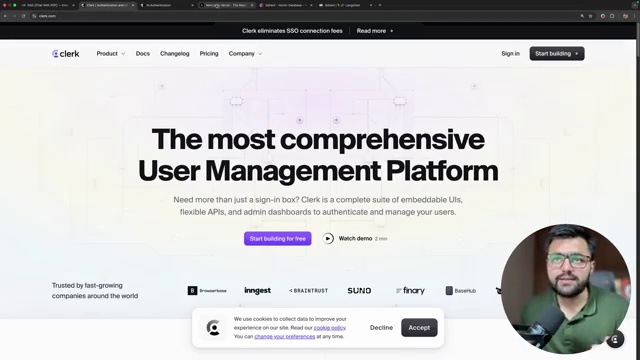 clerk.com
Clerk eliminates SSO connection fees
Read more
clerk
Product
Docs
Changelog
Pricing
Company
Sign in
Start building
The most comprehensive
User Management Platform
Need more than just a sign-in box? Clerk is a complete suite of embeddable UIs,
flexible APIs, and admin dashboards to authenticate and manage your users.
Start building for free
Watch demo 2 min
Trusted by fast-growing
companies around the world
Browserbase
inngest
BRAINTRUST
SUNO
finary
BaseHub
We use cookies to collect data to improve your
experience on our site. Read our cookie policy.
You can change your preferences at any time.
Decline
Accept